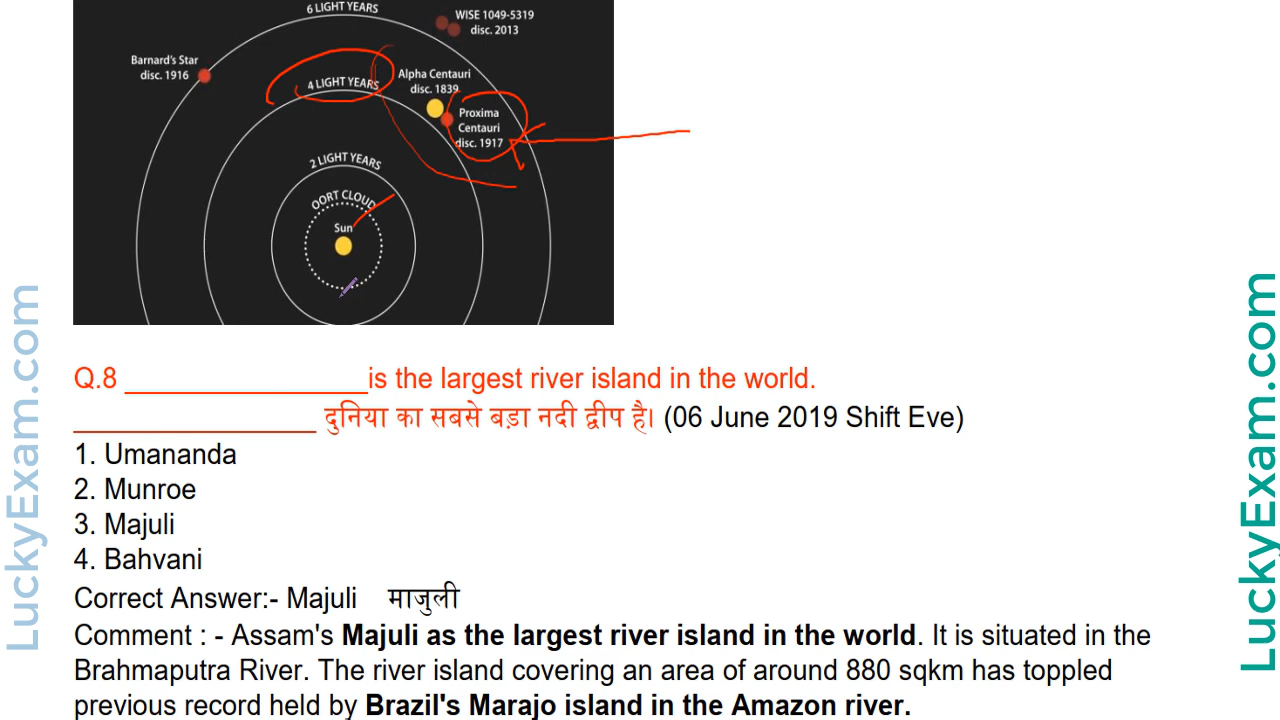 6 LIGHT YEARS
WISE 1049-5319
disc. 2013
Barnard's Star
disc. 1916
Alpha Centauri
disc. 1839
4 LIGHT YEARS
Proxima
Centauri
disc. 1917
2 LIGHT YEARS
OORT CLOUD
Sun
Q.8 __________________is the largest river island in the world.
__________________ दुनिया का सबसे बड़ा नदी द्वीप है। (06 June 2019 Shift Eve)
1. Umananda
2. Munroe
3. Majuli
4. Bahvani
Correct Answer:- Majuli माजुली
Comment : - Assam's Majuli as the largest river island in the world. It is situated in the
Brahmaputra River. The river island covering an area of around 880 sqkm has toppled
previous record held by Brazil's Marajo island in the Amazon river.
LuckyExam.com
LuckyExam.com